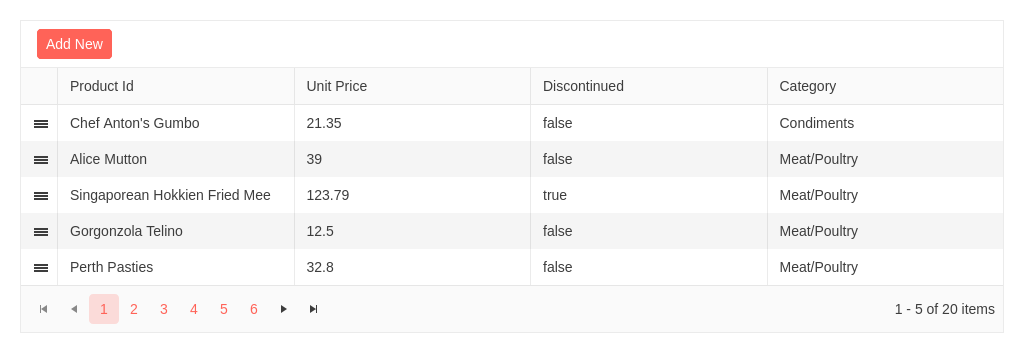 Add New
Product Id Unit Price Discontinued Category
Chef Anton's Gumbo 21.35 false Condiments
Alice Mutton 39 false Meat/Poultry
Singaporean Hokkien Fried Mee 123.79 true Meat/Poultry
Gorgonzola Telino 12.5 false Meat/Poultry
Perth Pasties 32.8 false Meat/Poultry
1 2 3 4 5 6 1 - 5 of 20 items